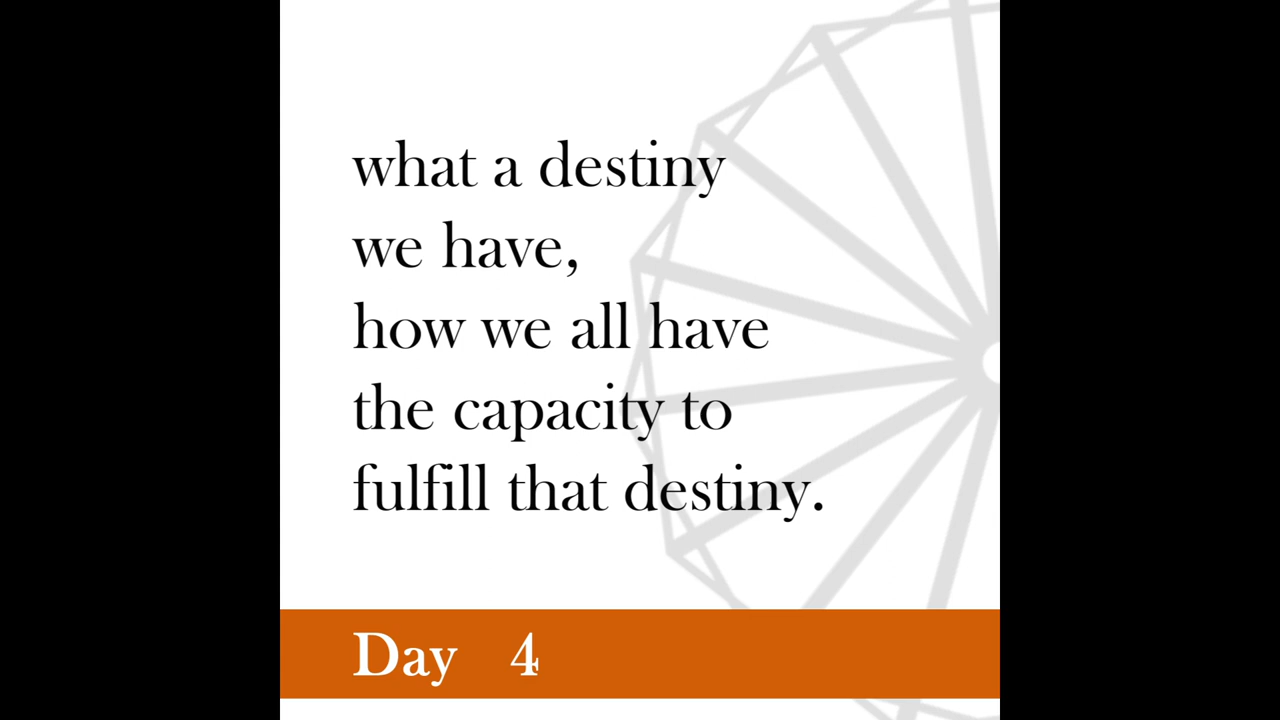 what a destiny
we have,
how we all have
the capacity to
fulfill that destiny.
Day 4